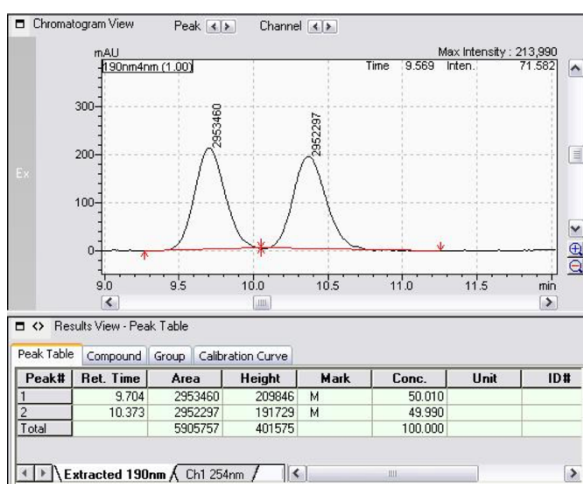 Chromatogram View Peak Channel
mAU Max Intensity : 213,990
190nm4nm (1.00) Time 9.569 Inten. 71.582
300
200
100
0
2953460
2952297
9.0 9.5 10.0 10.5 11.0 11.5 min
Ex
Results View - Peak Table
Peak Table Compound Group Calibration Curve
Peak# Ret. Time Area Height Mark Conc. Unit ID#
1 9.704 2953460 209846 M 50.010
2 10.373 2952297 191729 M 49.990
Total 5905757 401575 100.000
Extracted 190nm Ch1 254nm